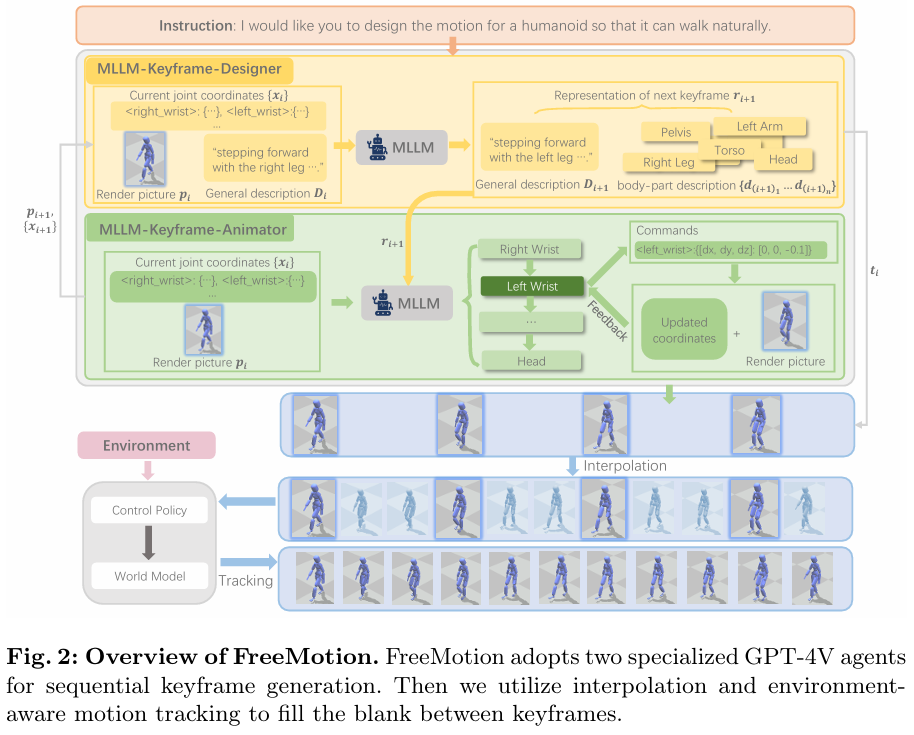 Instruction: I would like you to design the motion for a humanoid so that it can walk naturally.
MLLM-Keyframe-Designer
Current joint coordinates {x_i}
<right_wrist>: {···}, <left_wrist>:{···}
...
Render picture p_i
"stepping forward
with the right leg ···."
General description D_i
MLLM
Representation of next keyframe r_{i+1}
"stepping forward
with the left leg ···."
General description D_{i+1}
Pelvis
Left Arm
Torso
Right Leg
Head
body-part description {d_{(i+1)_1} ... d_{(i+1)_n}}
p_{i+1},
{x_{i+1}}
r_{i+1}
t_i
MLLM-Keyframe-Animator
Current joint coordinates {x_i}
<right_wrist>: {···}, <left_wrist>:{···}
...
Render picture p_i
MLLM
Right Wrist
Left Wrist
...
Head
Commands
<left_wrist>:{[dx, dy, dz]: [0, 0, -0.1]}
Feedback
Updated
coordinates
+
Render picture
Interpolation
Environment
Control Policy
World Model
Tracking
Fig. 2: Overview of FreeMotion. FreeMotion adopts two specialized GPT-4V agents
for sequential keyframe generation. Then we utilize interpolation and environment-
aware motion tracking to fill the blank between keyframes.